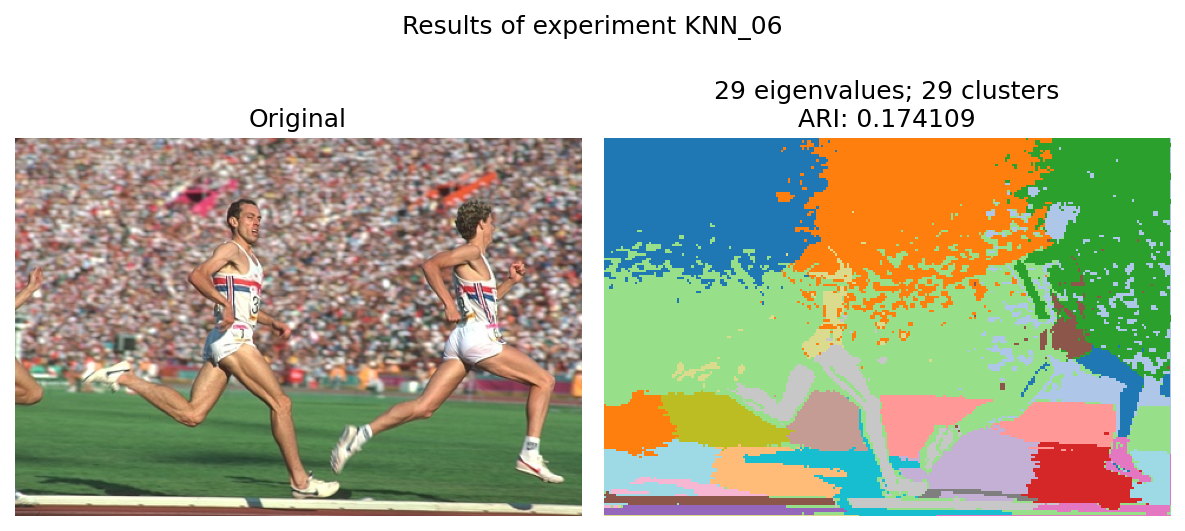 Results of experiment KNN_06
Original
29 eigenvalues; 29 clusters
ARI: 0.174109